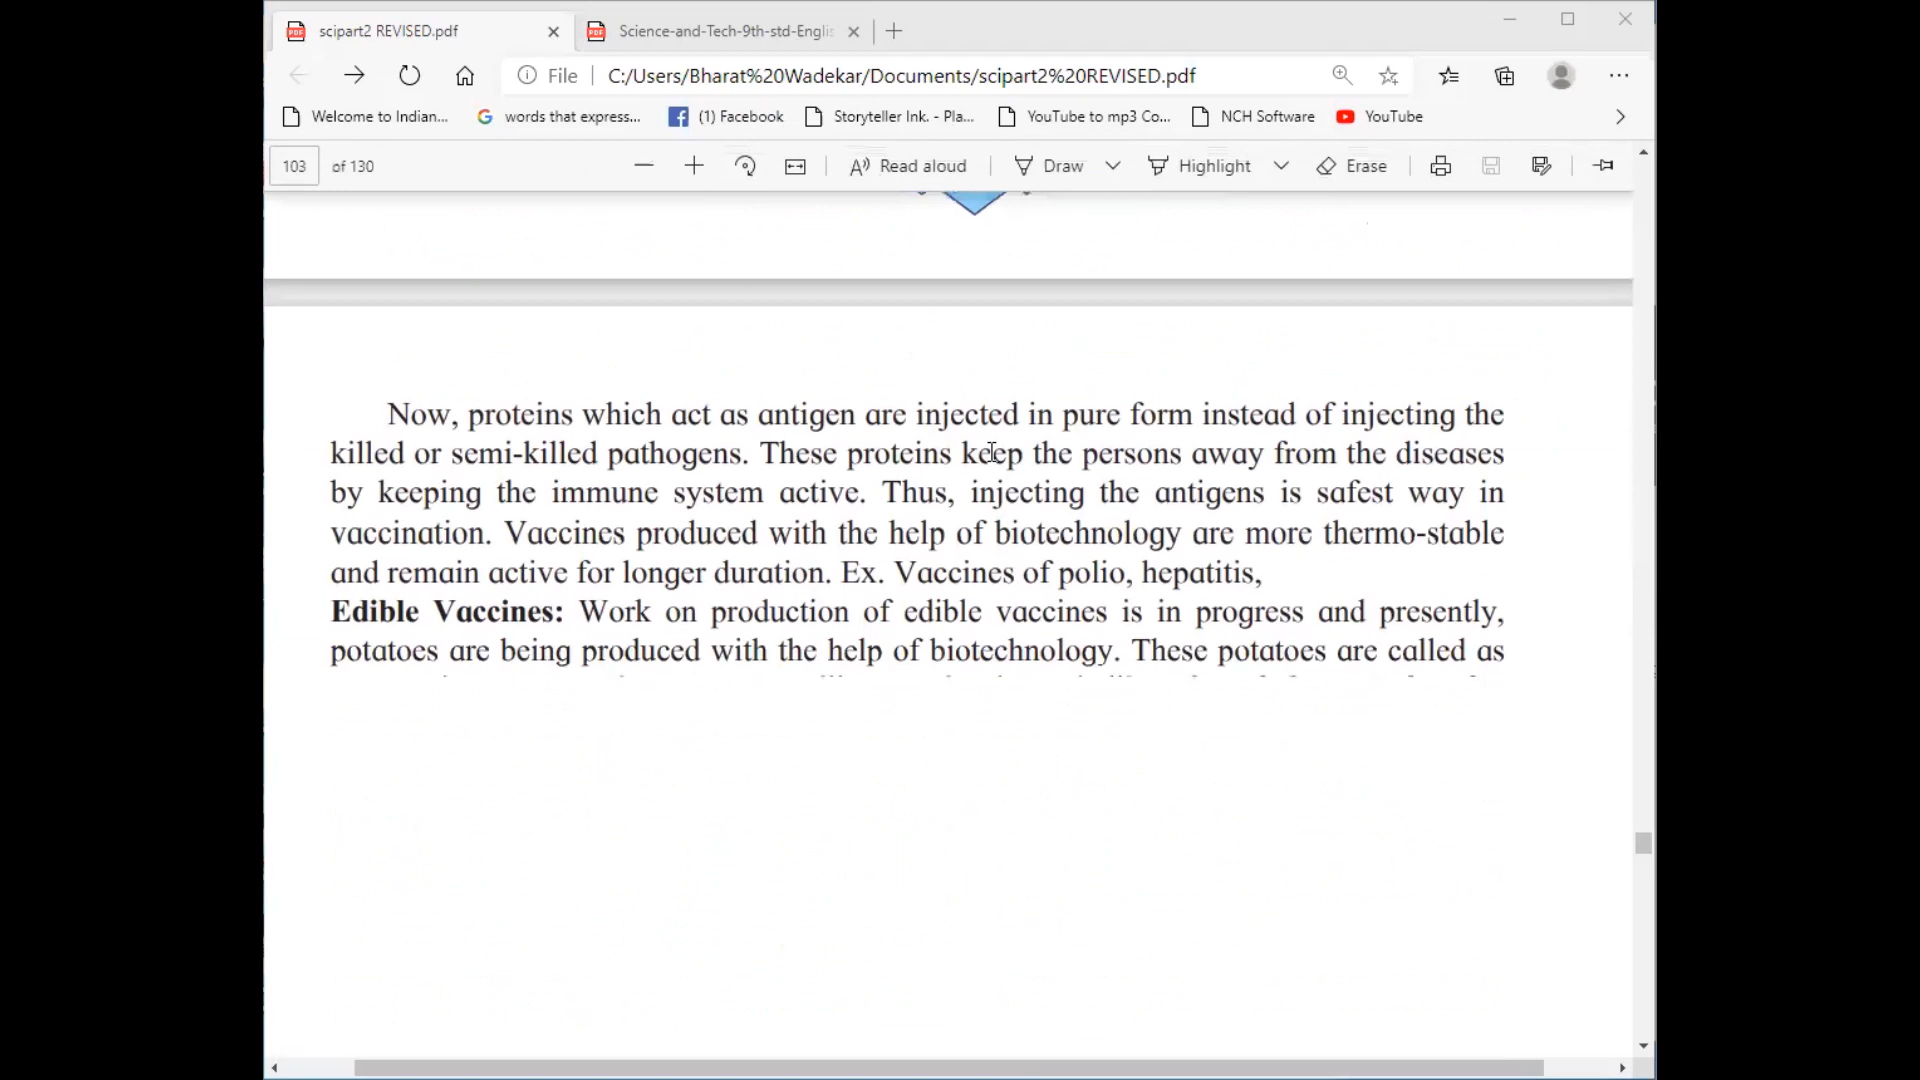 scipart2 REVISED.pdf
Science-and-Tech-9th-std-Englis
File
C:/Users/Bharat%20Wadekar/Documents/scipart2%20REVISED.pdf
Welcome to Indian...
words that express...
(1) Facebook
Storyteller Ink. - Pla...
YouTube to mp3 Co...
NCH Software
YouTube
103 of 130
Read aloud
Draw
Highlight
Erase
Now, proteins which act as antigen are injected in pure form instead of injecting the
killed or semi-killed pathogens. These proteins keep the persons away from the diseases
by keeping the immune system active. Thus, injecting the antigens is safest way in
vaccination. Vaccines produced with the help of biotechnology are more thermo-stable
and remain active for longer duration. Ex. Vaccines of polio, hepatitis,
Edible Vaccines: Work on production of edible vaccines is in progress and presently,
potatoes are being produced with the help of biotechnology. These potatoes are called as